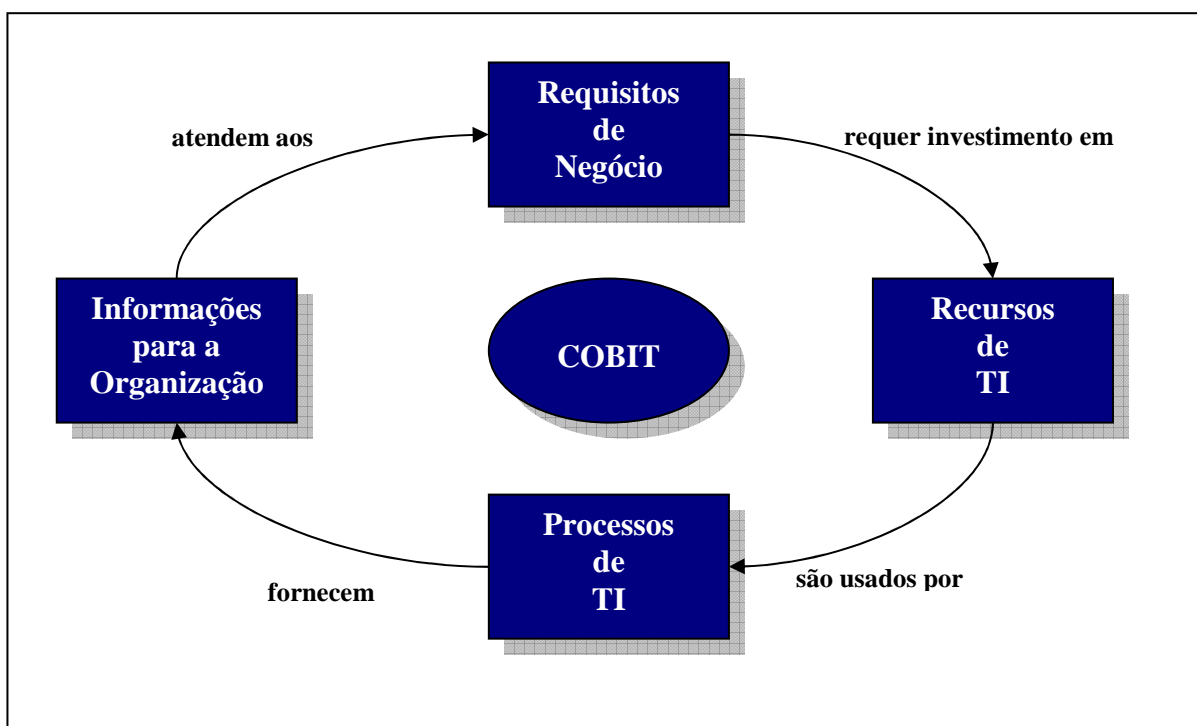 Requisitos
de
Negócio
atendem aos
requer investimento em
Informações
para a
Organização
COBIT
Recursos
de
TI
Processos
de
TI
fornecem
são usados por